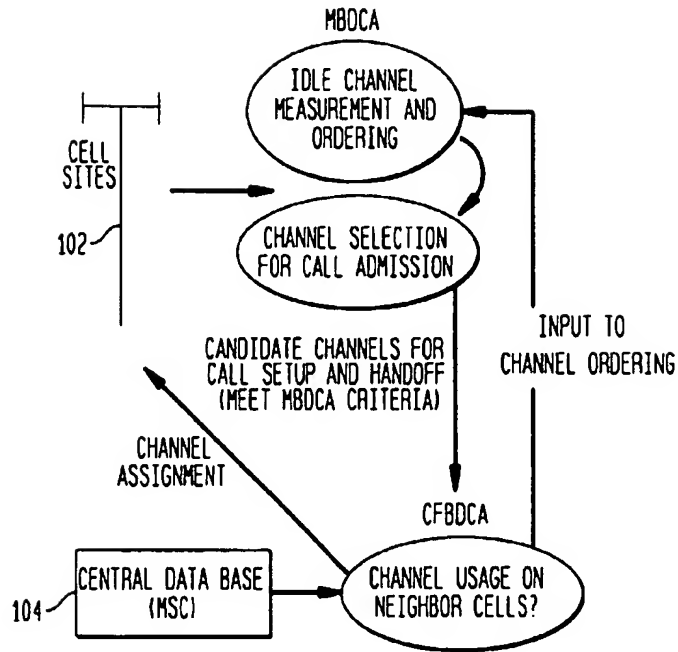 MBDCA
IDLE CHANNEL
MEASUREMENT AND
ORDERING
CELL
SITES
102
CHANNEL SELECTION
FOR CALL ADMISSION
INPUT TO
CHANNEL ORDERING
CANDIDATE CHANNELS FOR
CALL SETUP AND HANDOFF
(MEET MBDCA CRITERIA)
CHANNEL
ASSIGNMENT
CFBDCA
CENTRAL DATA BASE
(MSC)
104
CHANNEL USAGE ON
NEIGHBOR CELLS?